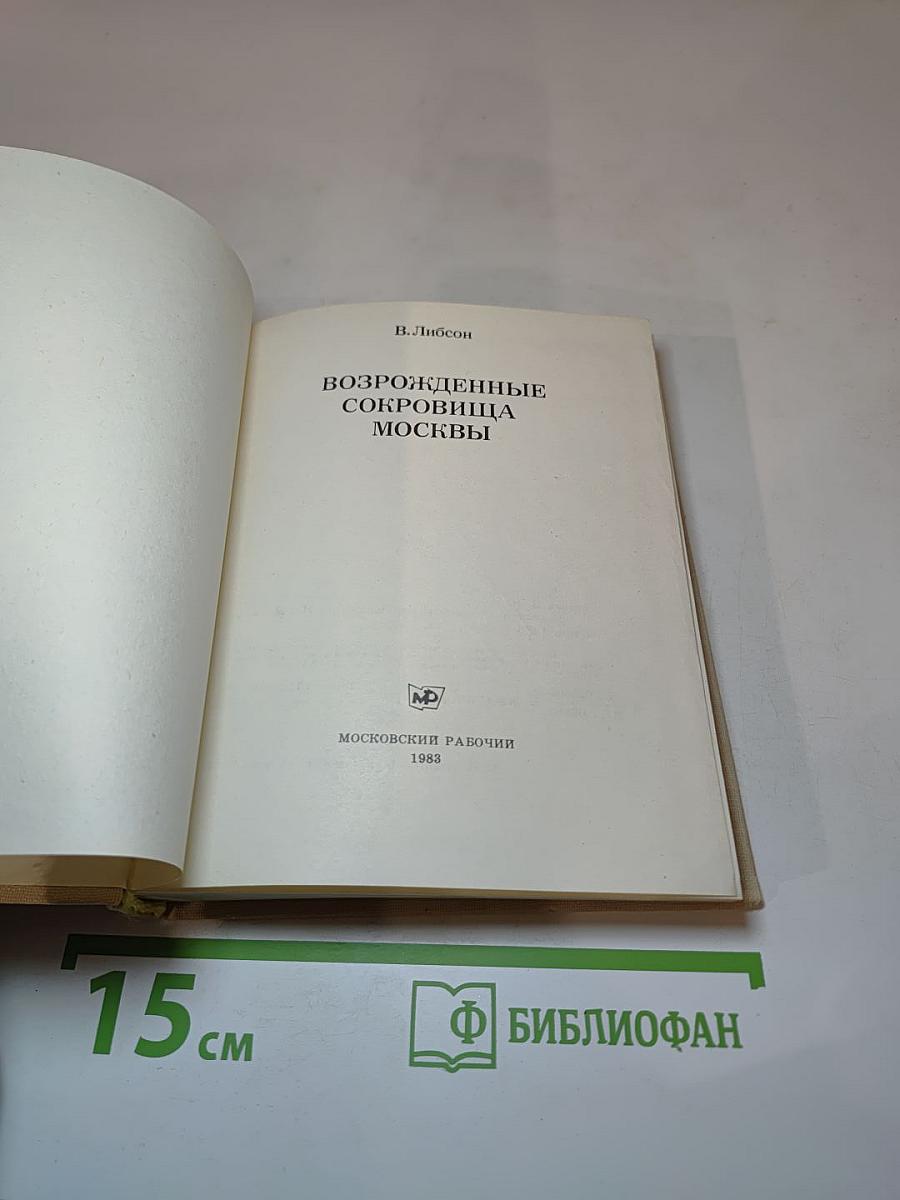 В. Либсон
ВОЗРОЖДЕННЫЕ
СОКРОВИЩА
МОСКВЫ
МР
МОСКОВСКИЙ РАБОЧИЙ
1983
15 см
Ф БИБЛИОФАН